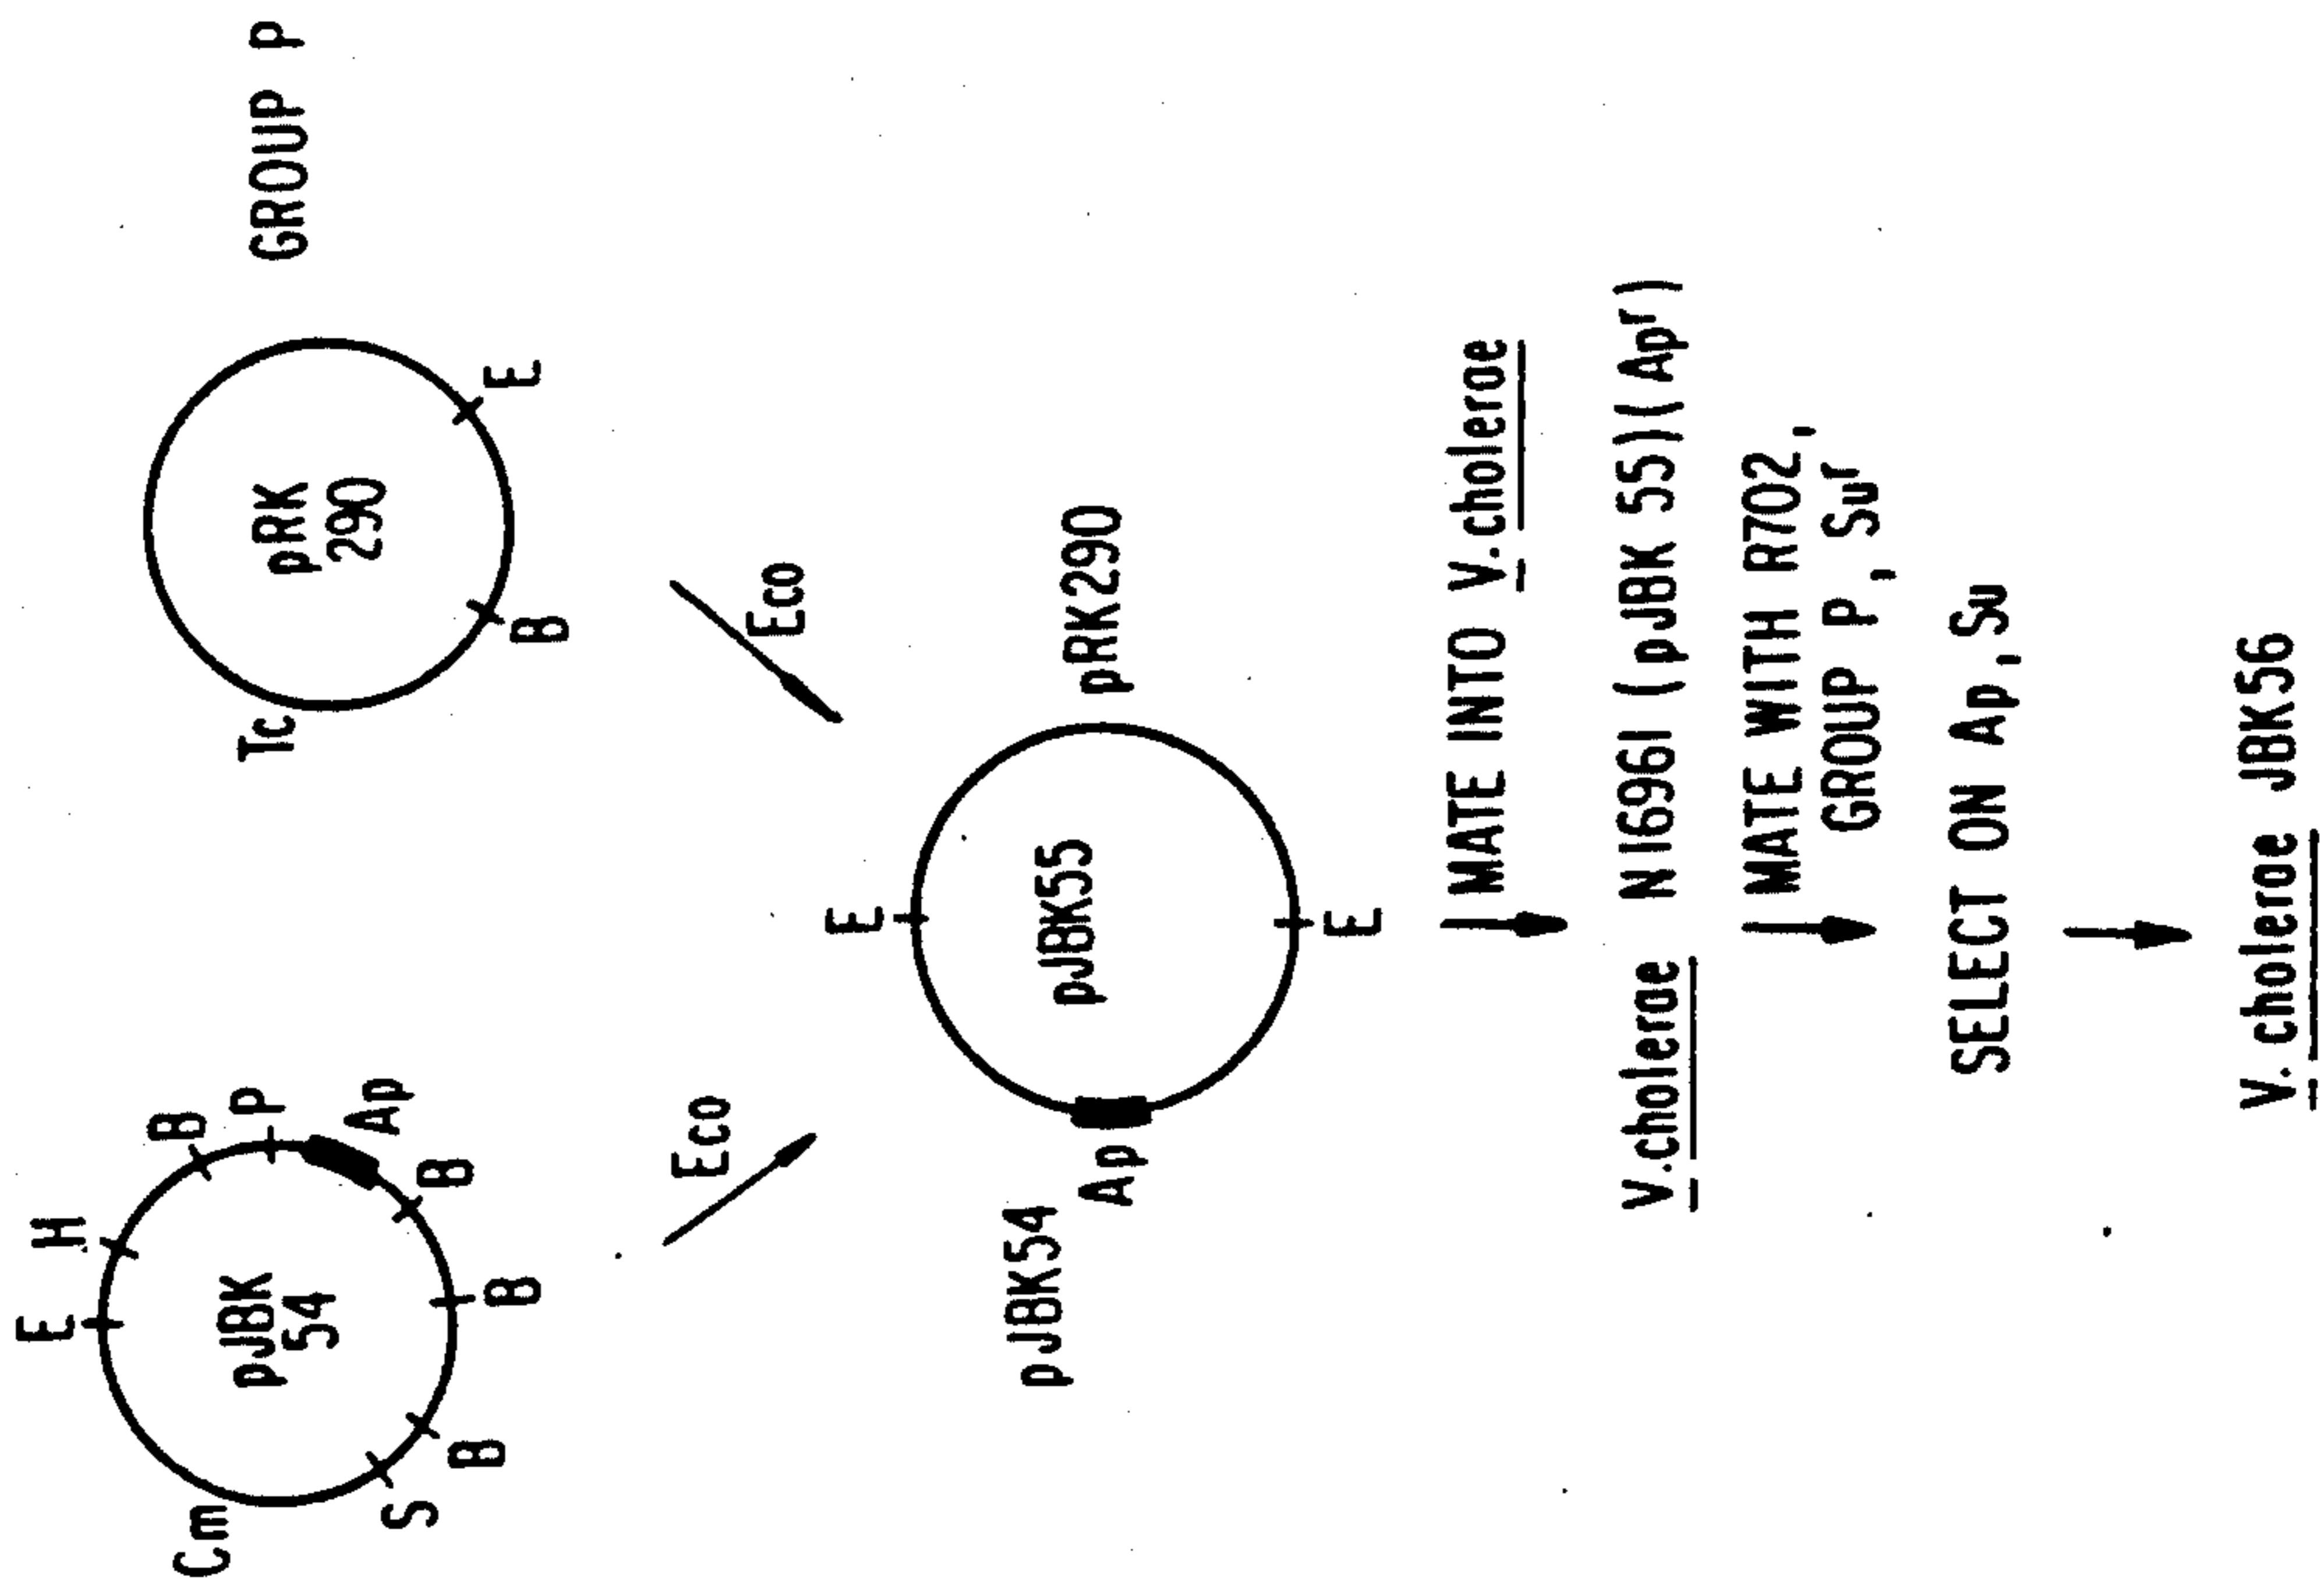 GROUP P
E
H
B
P
Ap
B
B
B
S
Cm
pJBK
54
Tc
pRK
290
E
B
Eco
Eco
E
pJBK55
E
pJBK54
Ap
pRK290
MATE INTO V.cholerae
V.cholerae N16961 (pJBK 55)(Apr)
MATE WITH R702,
GROUP P, Sur
SELECT ON Ap, Su
V. cholerae JBK56